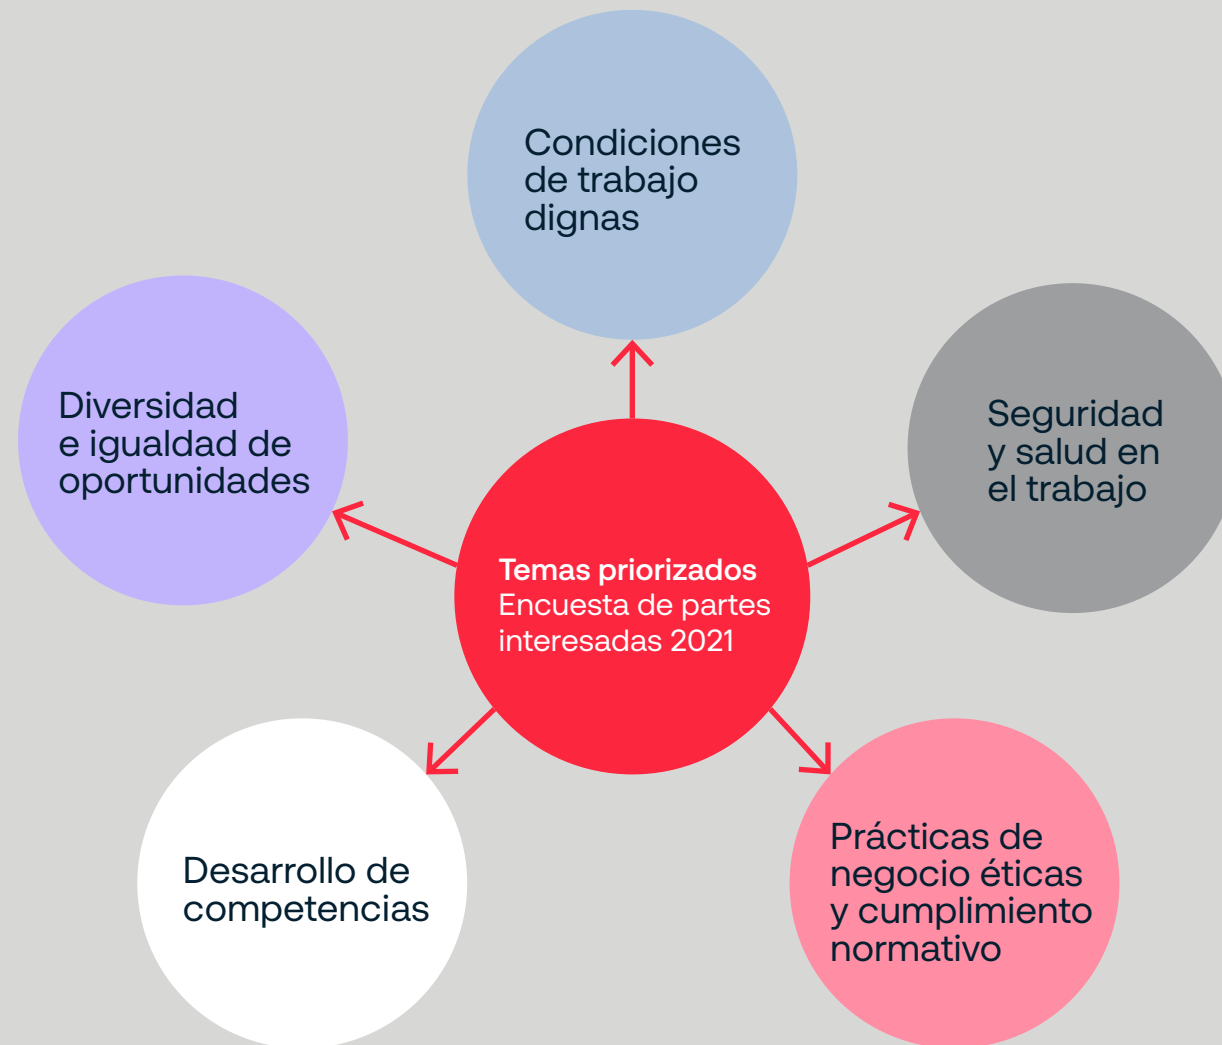 Condiciones
de trabajo
dignas
Diversidad
e igualdad de
oportunidades
Seguridad
y salud en
el trabajo
Temas priorizados
Encuesta de partes
interesadas 2021
Desarrollo de
competencias
Prácticas de
negocio éticas
y cumplimiento
normativo